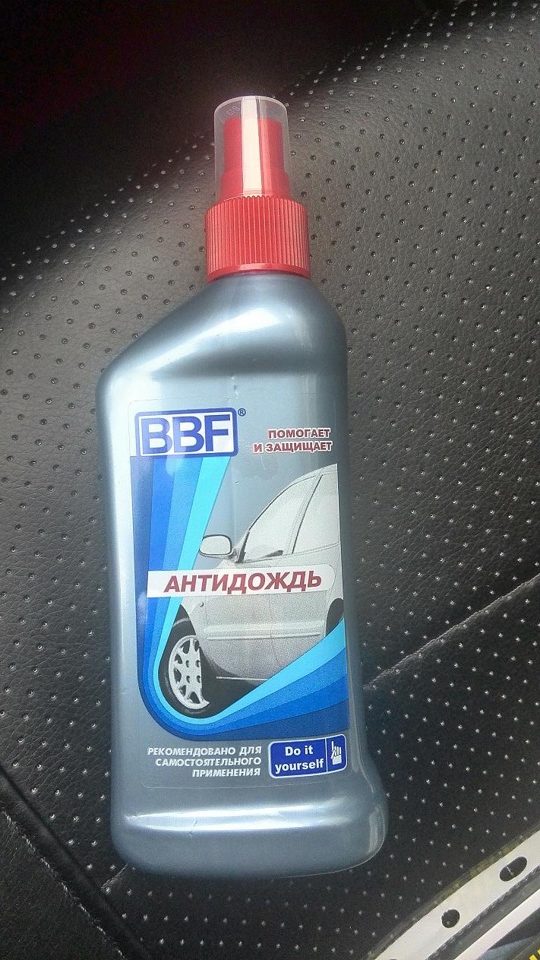 BBF®
ПОМОГАЕТ
И ЗАЩИЩАЕТ
АНТИДОЖДЬ
РЕКОМЕНДОВАНО ДЛЯ
САМОСТОЯТЕЛЬНОГО
ПРИМЕНЕНИЯ
Do it
yourself